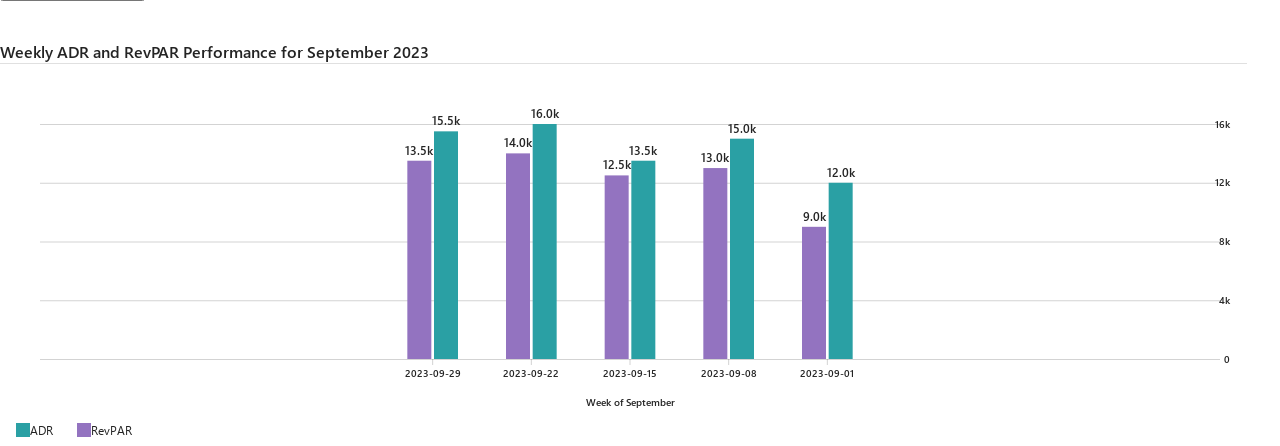 Weekly ADR and RevPAR Performance for September 2023
16.0k
15.5k
15.0k
14.0k
13.5k
13.5k
13.0k
12.5k
12.0k
9.0k
16k
12k
8k
4k
0
2023-09-29 2023-09-22 2023-09-15 2023-09-08 2023-09-01
Week of September
ADR RevPAR